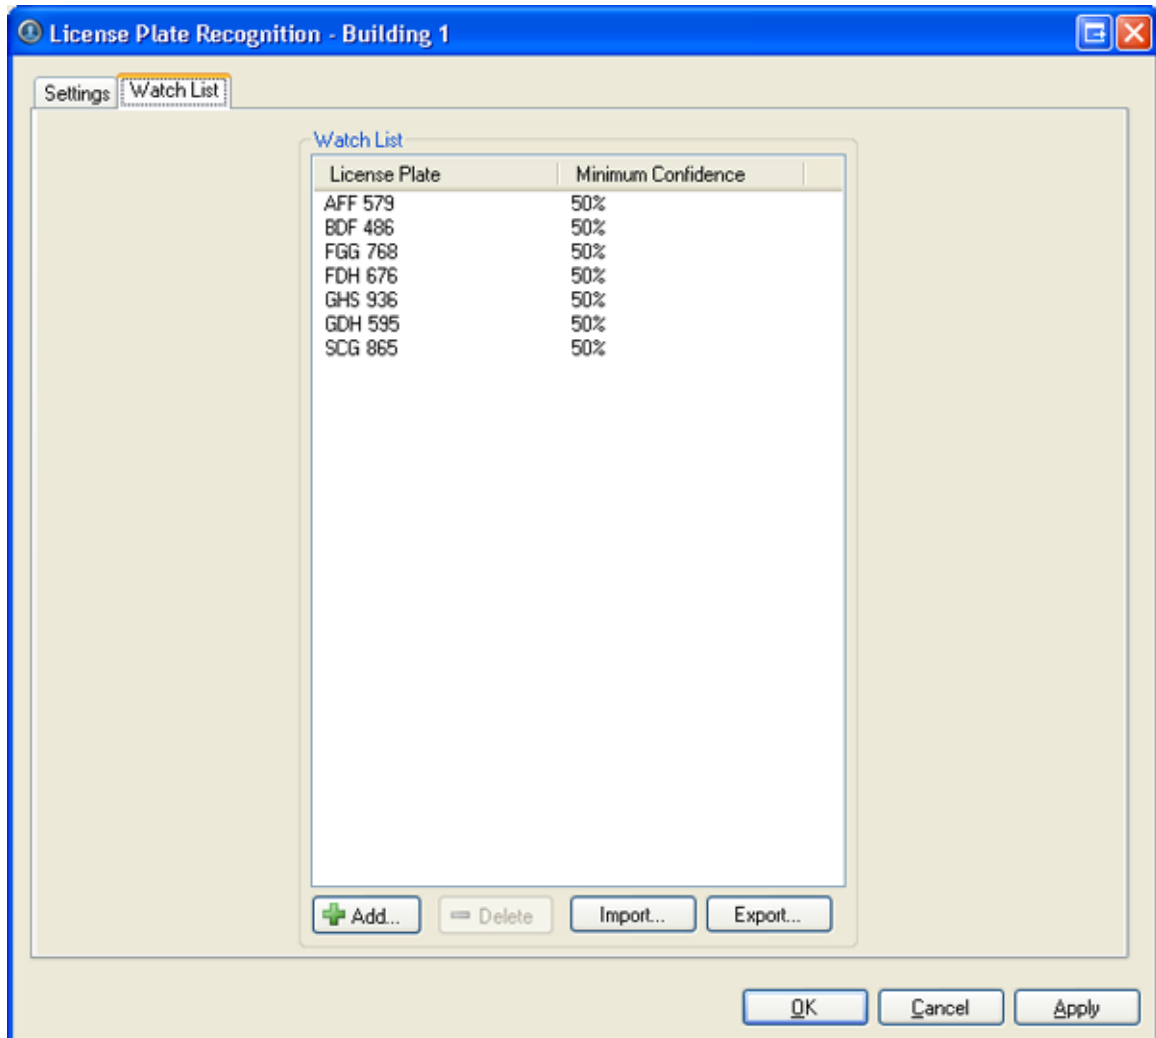 License Plate Recognition - Building 1
Settings Watch List
Watch List
License Plate Minimum Confidence
AFF 579 50%
BDF 486 50%
FGG 768 50%
FDH 676 50%
GHS 936 50%
GDH 595 50%
SCG 865 50%
Add... Delete Import... Export...
OK Cancel Apply